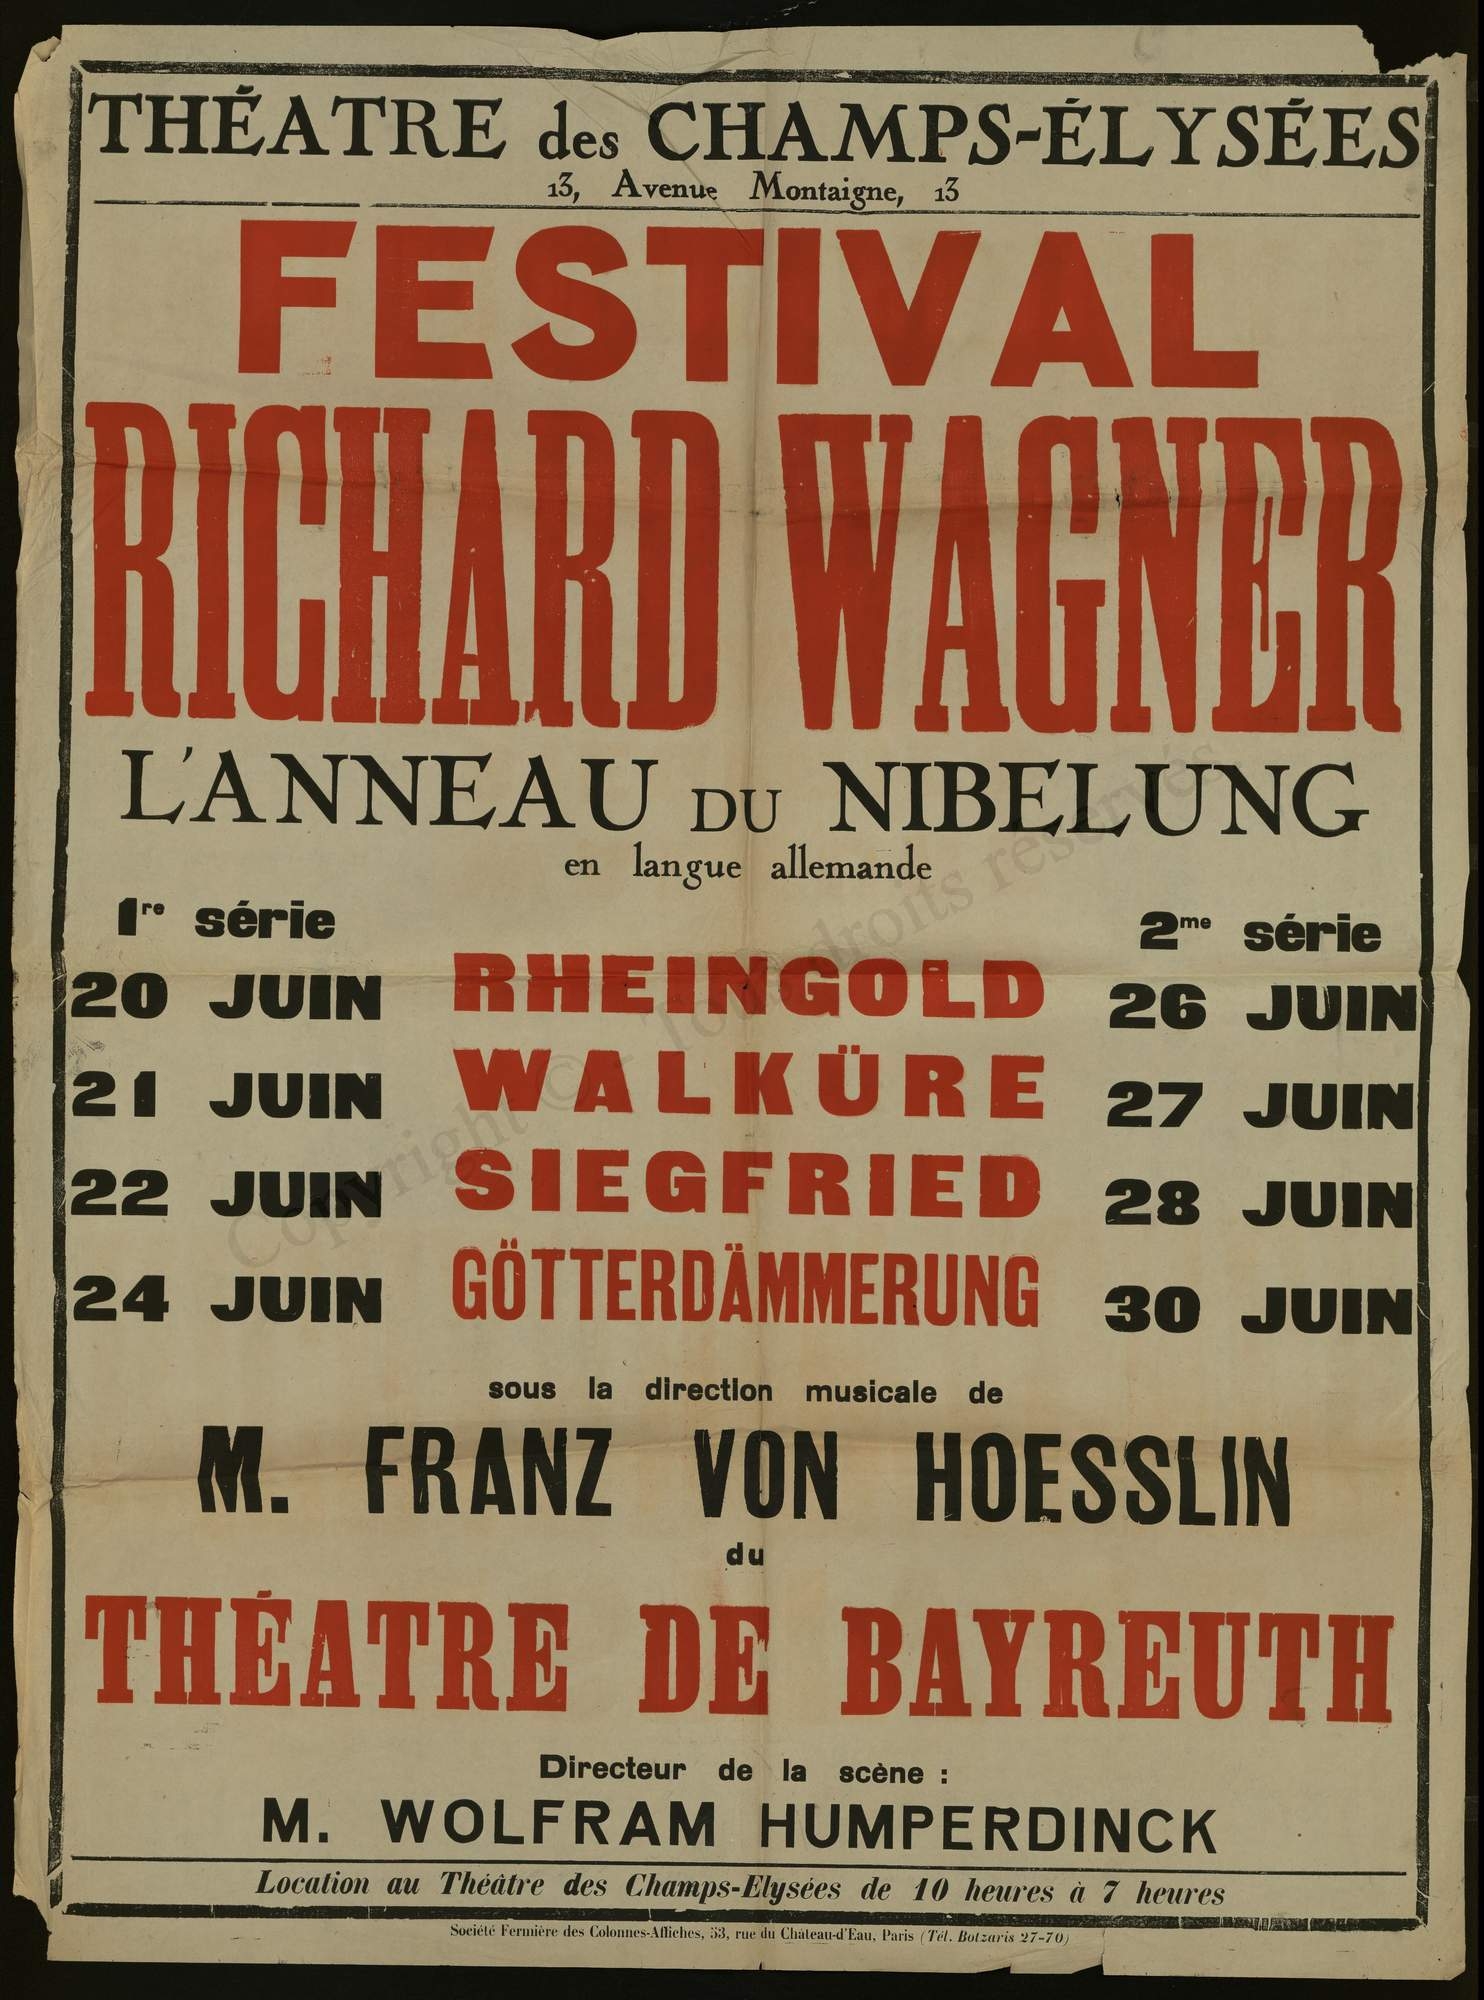 THÉATRE des CHAMPS-ÉLYSÉES
13, Avenue Montaigne, 13
FESTIVAL
RICHARD WAGNER
L'ANNEAU DU NIBELUNG
en langue allemande
1re série 2me série
20 JUIN RHEINGOLD 26 JUIN
21 JUIN WALKÜRE 27 JUIN
22 JUIN SIEGFRIED 28 JUIN
24 JUIN GÖTTERDÄMMERUNG 30 JUIN
sous la direction musicale de
M. FRANZ VON HOESSLIN
du
THÉATRE DE BAYREUTH
Directeur de la scène :
M. WOLFRAM HUMPERDINCK
Location au Théâtre des Champs-Elysées de 10 heures à 7 heures
Société Fermière des Colonnes-Affiches, 53, rue du Château-d'Eau, Paris (Tél. Botzaris 27-70)
Copyright © - Tous droits réservés.